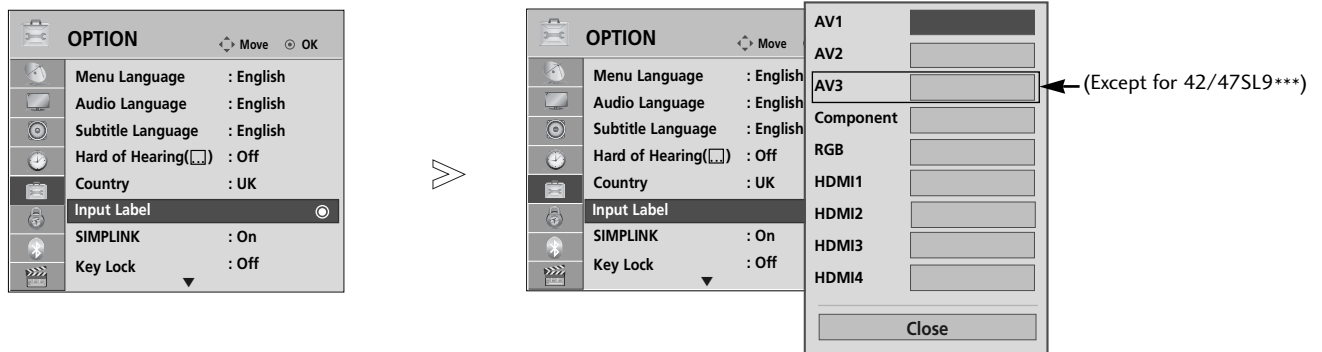 OPTION
Move OK
Menu Language : English
Audio Language : English
Subtitle Language : English
Hard of Hearing( ) : Off
Country : UK
Input Label
SIMPLINK : On
Key Lock : Off
OPTION
Move
Menu Language : English
Audio Language : English
Subtitle Language : English
Hard of Hearing( ) : Off
Country : UK
Input Label
SIMPLINK : On
Key Lock : Off
AV1
AV2
AV3
Component
RGB
HDMI1
HDMI2
HDMI3
HDMI4
Close
(Except for 42/47SL9***)